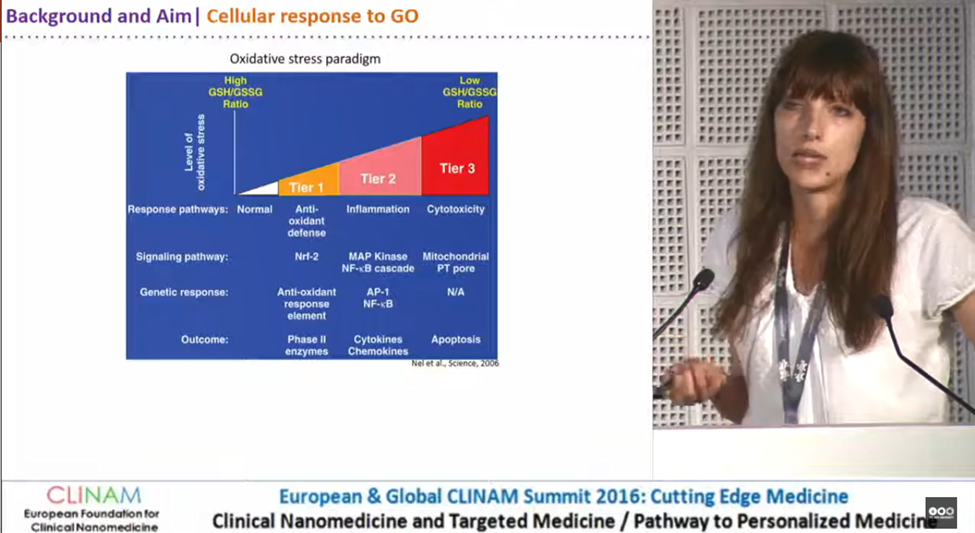 Background and Aim| Cellular response to GO
Oxidative stress paradigm
High
GSH/GSSG
Ratio
Low
GSH/GSSG
Ratio
Level of
oxidative stress
Tier 1
Tier 2
Tier 3
Response pathways: Normal Anti-oxidant defense Inflammation Cytotoxicity
Signaling pathway: Nrf-2 MAP Kinase NF-κB cascade Mitochondrial PT pore
Genetic response: Anti-oxidant response element AP-1 NF-κB N/A
Outcome: Phase II enzymes Cytokines Chemokines Apoptosis
Nel et al., Science, 2006
CLINAM
European Foundation for
Clinical Nanomedicine
European & Global CLINAM Summit 2016: Cutting Edge Medicine
Clinical Nanomedicine and Targeted Medicine / Pathway to Personalized Medicine